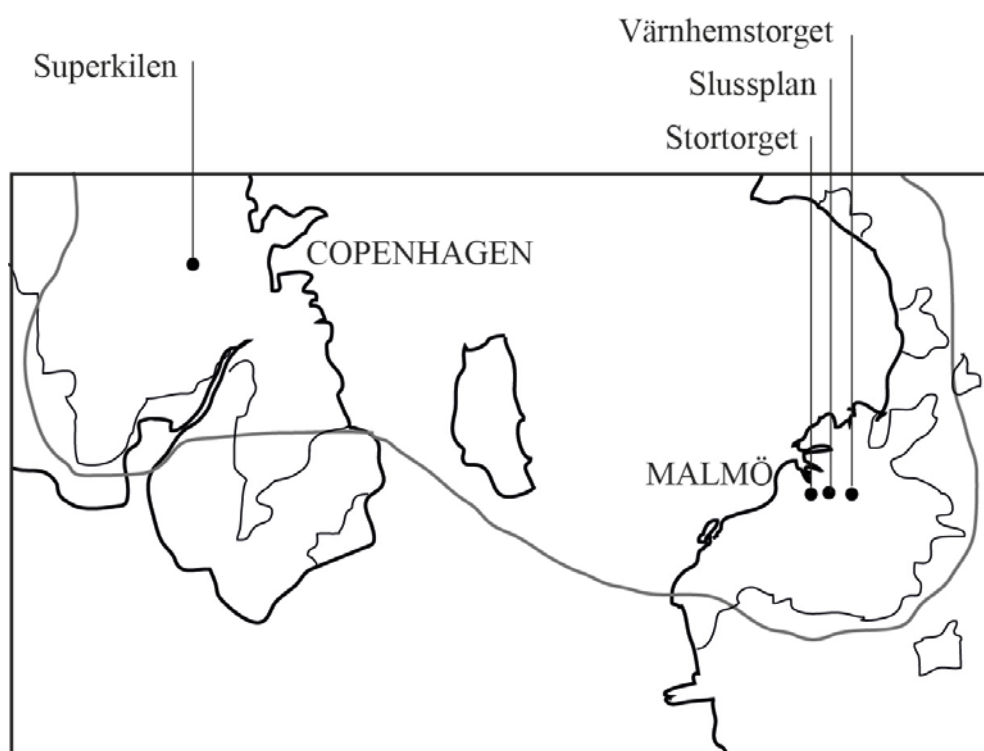 Värnhemstorget
Superkilen
Slussplan
Stortorget
COPENHAGEN
MALMÖ